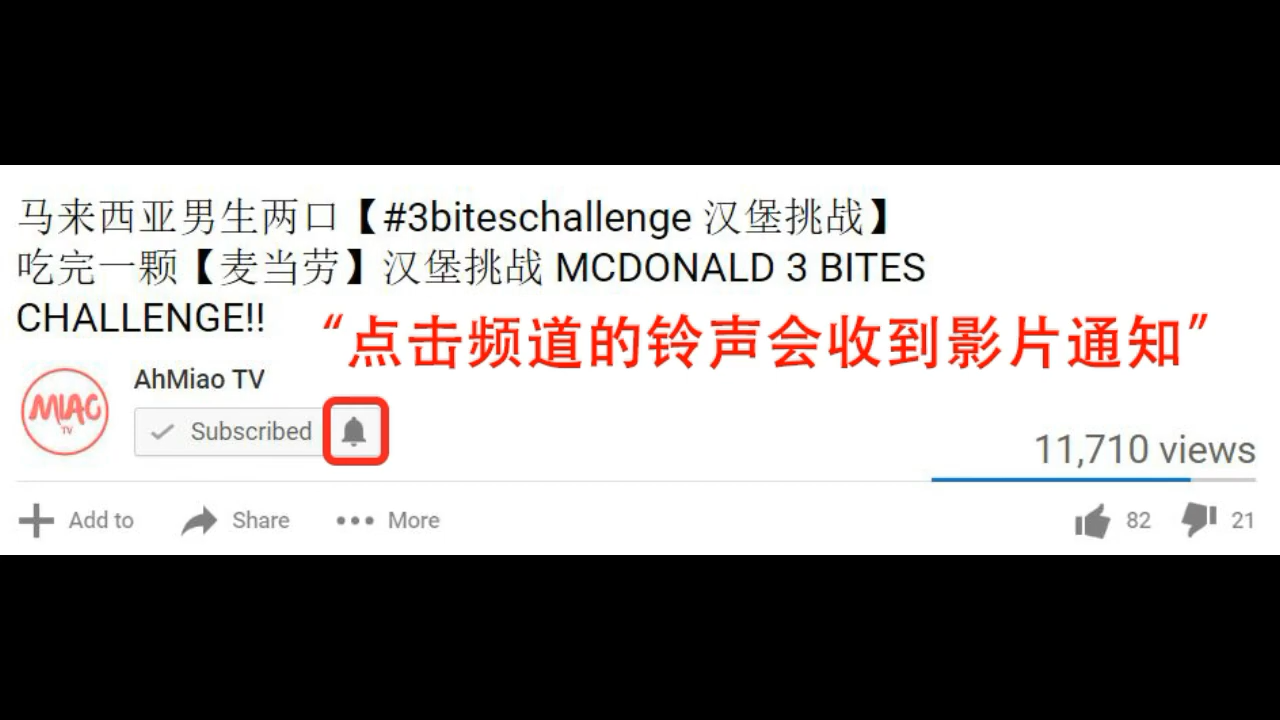 马来西亚男生两口【#3biteschallenge 汉堡挑战】
吃完一颗【麦当劳】汉堡挑战 MCDONALD 3 BITES
CHALLENGE!!
“点击频道的铃声会收到影片通知”
AhMiao TV
MIAO
TV
Subscribed
11,710 views
Add to
Share
More
82
21